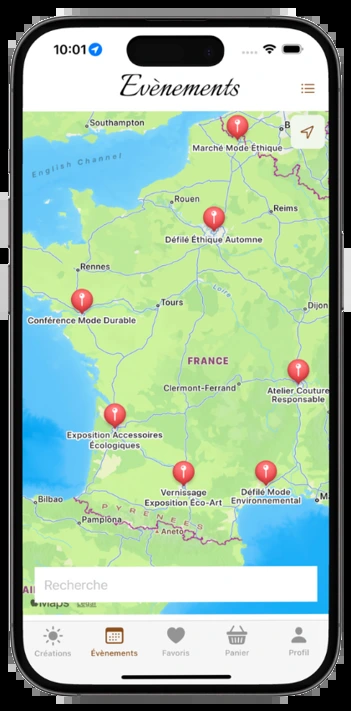 10:01
Evènements
Southampton
B
Marché Mode Éthique
English Channel
Rouen
Reims
Défilé Éthique Automne
Rennes
Loire
Conférence Mode Durable
Tours
Dijon
FRANCE
Clermont-Ferrand
Atelier Couture
Responsable
Exposition Accessoires
Écologiques
Vernissage
Exposition Éco-Art
Défilé Mode
Environnemental
M
Bilbao
Pamplona
PYRENEES
Aneto
Recherche
Maps
Créations
Évènements
Favoris
Panier
Profil